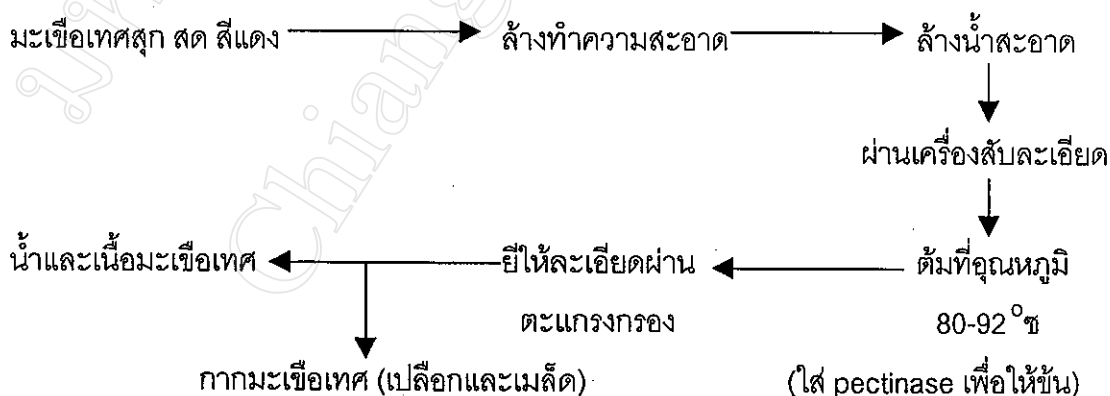 มะเขือเทศสุก สด สีแดง ล้างทำความสะอาด ล้างน้ำสะอาด
ผ่านเครื่องสับละเอียด
น้ำและเนื้อมะเขือเทศ ยีให้ละเอียดผ่าน ต้มที่อุณหภูมิ
ตะแกรงกรอง 80-92 °ซ
กากมะเขือเทศ (เปลือกและเมล็ด) (ใส่ pectinase เพื่อให้ข้น)
Chiang